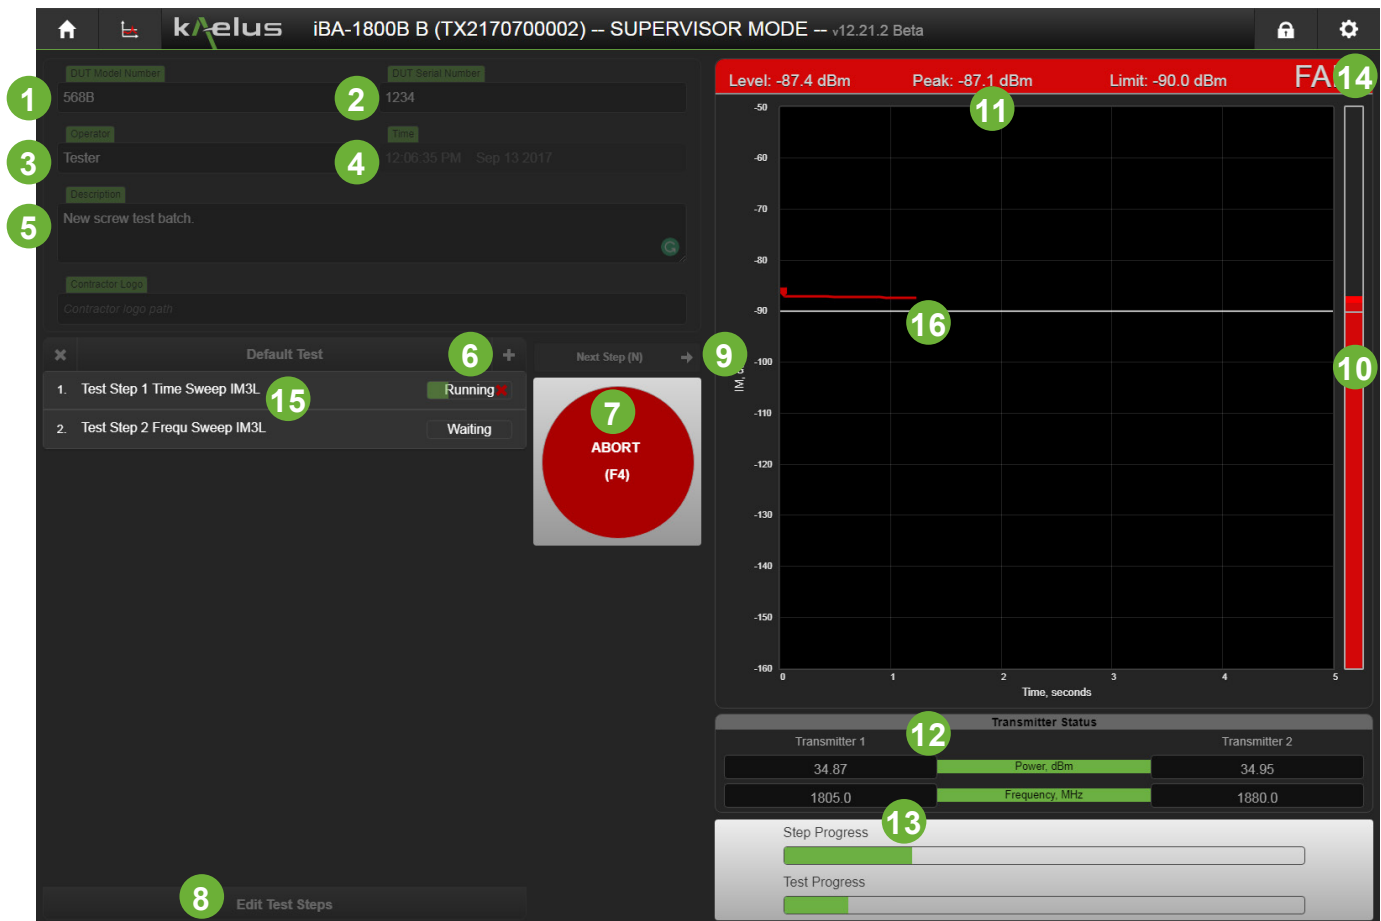 kaelus iBA-1800B B (TX2170700002) -- SUPERVISOR MODE -- v12.21.2 Beta
DUT Model Number DUT Serial Number
1 568B 2 1234
Operator Time
3 Tester 4 12:06:35 PM Sep 13 2017
Description
5 New screw test batch.
Contractor Logo
Contractor logo path
Default Test 6 +
1. Test Step 1 Time Sweep IM3L 15 Running
2. Test Step 2 Frequ Sweep IM3L Waiting
Next Step (N) 9
7
ABORT
(F4)
8 Edit Test Steps
Level: -87.4 dBm Peak: -87.1 dBm Limit: -90.0 dBm 14
11
-50
-60
-70
-80
-90
16
-100
10
-110
-120
-130
-140
-150
-160
IM,
0 1 2 3 4 5
Time, seconds
Transmitter Status
Transmitter 1 12 Transmitter 2
34.87 Power, dBm 34.95
1805.0 Frequency, MHz 1880.0
13
Step Progress
Test Progress